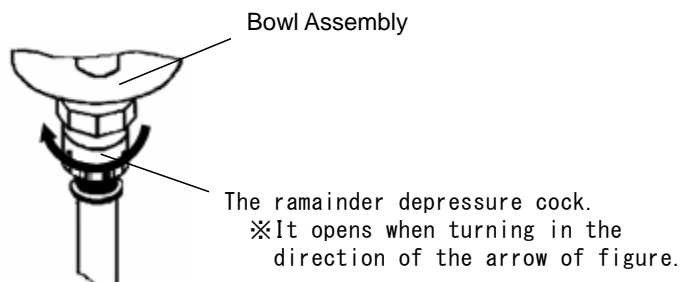 Bowl Assembly
The ramainder depressure cock.
※It opens when turning in the
direction of the arrow of figure.